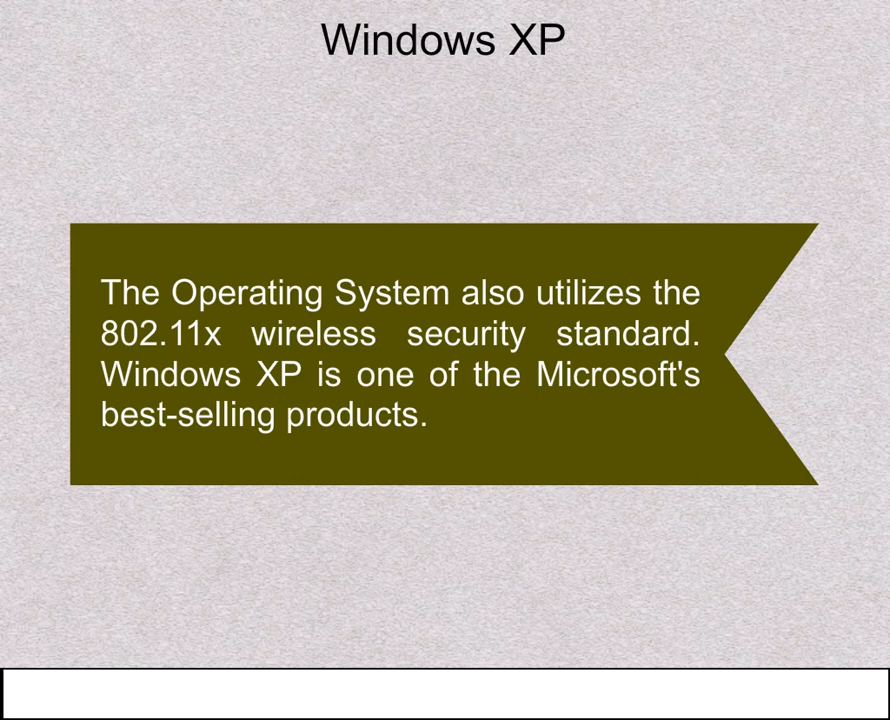 Windows XP
The Operating System also utilizes the
802.11x wireless security standard.
Windows XP is one of the Microsoft's
best-selling products.